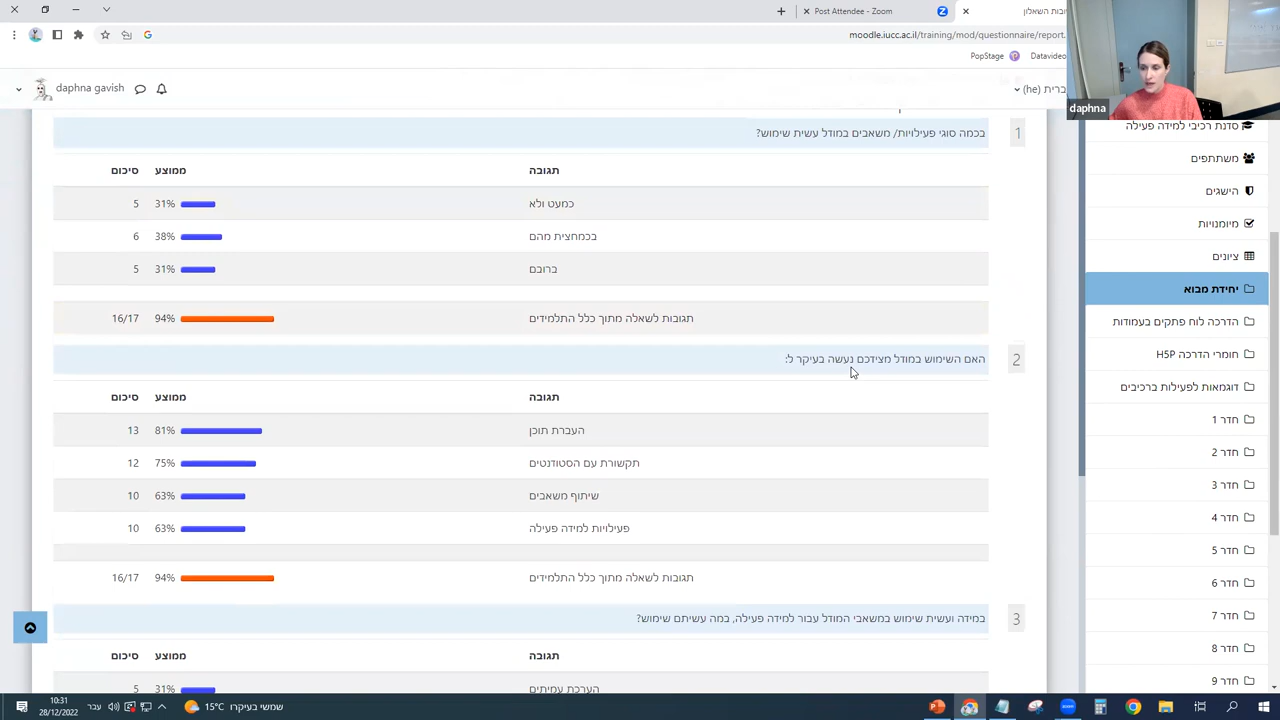 Post Attendee - Zoom
יובות השאלון
moodle.iucc.ac.il/training/mod/questionnaire/report.
PopStage
Datavideo
daphna gavish
ברית ‎(he)‎
daphna
1
בכמה סוגי פעילויות/ משאבים במודל עשית שימוש?
תגובה ממוצע סיכום
כמעט ולא 31% 5
בכמחצית מהם 38% 6
ברובם 31% 5
תגובות לשאלה מתוך כלל התלמידים 94% 16/17
2
האם השימוש במודל מצידכם נעשה בעיקר ל:
תגובה ממוצע סיכום
העברת תוכן 81% 13
תקשורת עם הסטודנטים 75% 12
שיתוף משאבים 63% 10
פעילויות למידה פעילה 63% 10
תגובות לשאלה מתוך כלל התלמידים 94% 16/17
3
במידה ועשית שימוש במשאבי המודל עבור למידה פעילה, במה עשיתם שימוש?
תגובה ממוצע סיכום
הערכת עמיתים 31% 5
סדנת רכיבי למידה פעילה
משתתפים
הישגים
מיומנויות
ציונים
יחידת מבוא
הדרכה לוח פתקים בעמודות
חומרי הדרכה H5P
דוגמאות לפעילות ברכיבים
חדר 1
חדר 2
חדר 3
חדר 4
חדר 5
חדר 6
חדר 7
חדר 8
חדר 9
10:31
28/12/2022
עבר
15°C שמשי בעיקרו
zoom